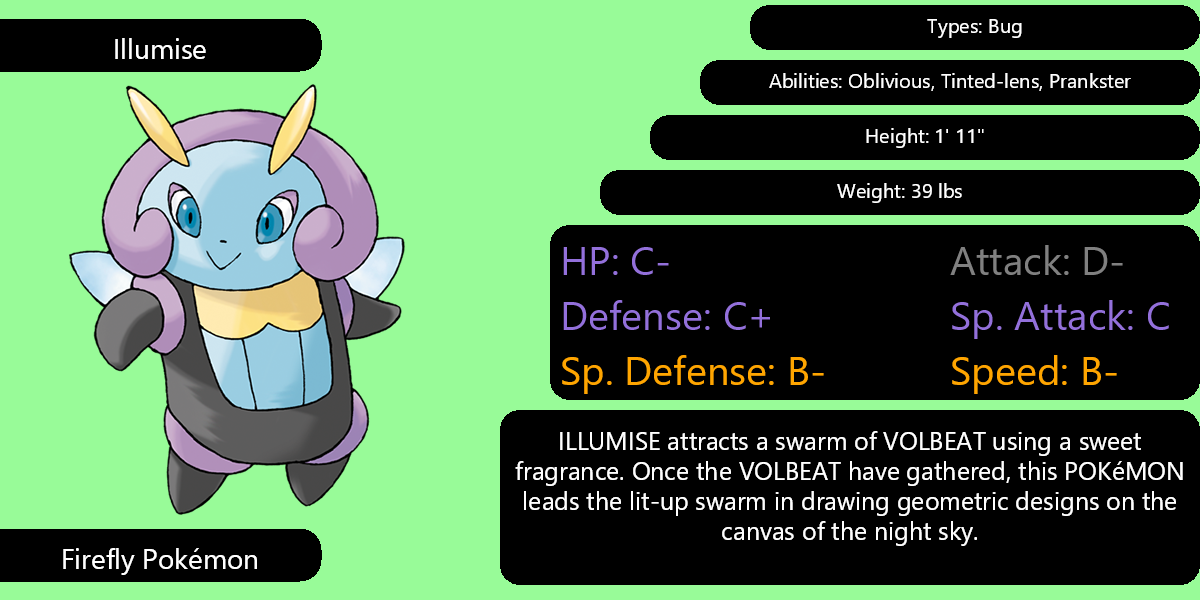 Illumise
Types: Bug
Abilities: Oblivious, Tinted-lens, Prankster
Height: 1' 11"
Weight: 39 lbs
HP: C-
Attack: D-
Defense: C+
Sp. Attack: C
Sp. Defense: B-
Speed: B-
ILLUMISE attracts a swarm of VOLBEAT using a sweet
fragrance. Once the VOLBEAT have gathered, this POKéMON
leads the lit-up swarm in drawing geometric designs on the
canvas of the night sky.
Firefly Pokémon